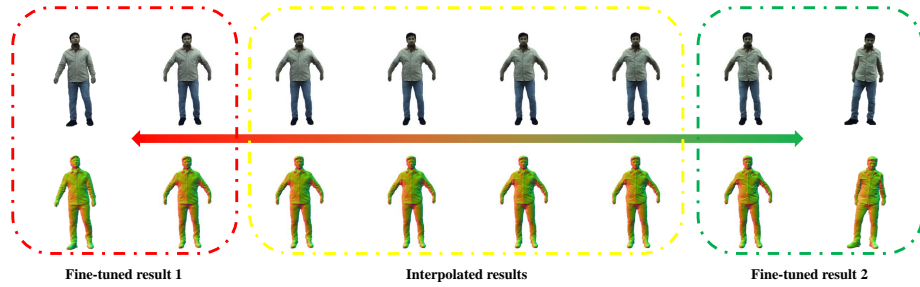 Fine-tuned result 1
Interpolated results
Fine-tuned result 2